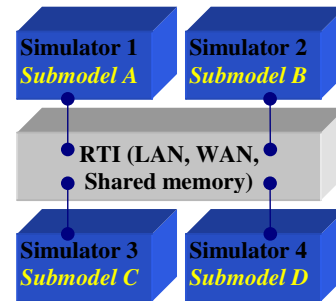 Simulator 1
Submodel A
Simulator 2
Submodel B
RTI (LAN, WAN,
Shared memory)
Simulator 3
Submodel C
Simulator 4
Submodel D